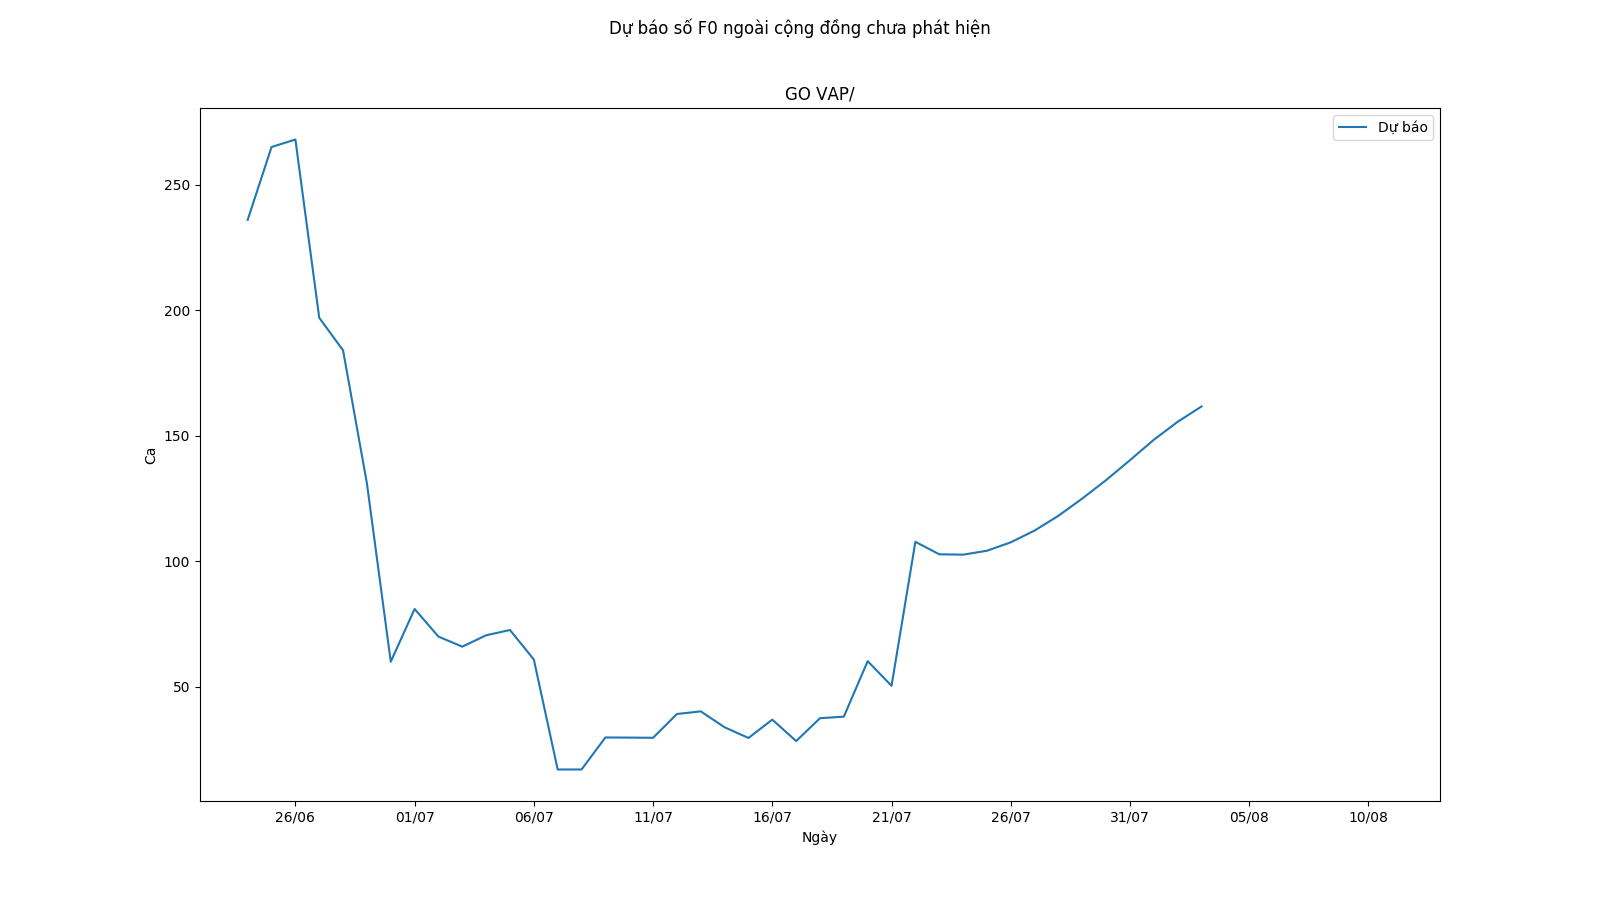 Dự báo số F0 ngoài cộng đồng chưa phát hiện
GO VAP/
Dự báo
250
200
150
100
50
Ca
26/06 01/07 06/07 11/07 16/07 21/07 26/07 31/07 05/08 10/08
Ngày